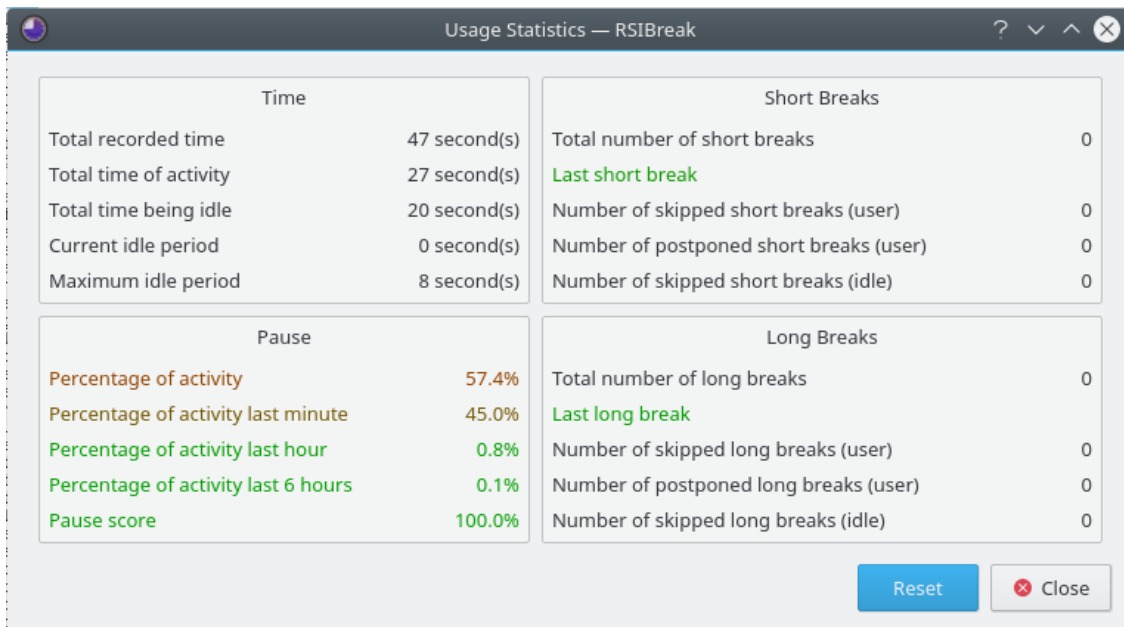 Usage Statistics — RSIBreak
Time
Total recorded time 47 second(s)
Total time of activity 27 second(s)
Total time being idle 20 second(s)
Current idle period 0 second(s)
Maximum idle period 8 second(s)
Short Breaks
Total number of short breaks 0
Last short break
Number of skipped short breaks (user) 0
Number of postponed short breaks (user) 0
Number of skipped short breaks (idle) 0
Pause
Percentage of activity 57.4%
Percentage of activity last minute 45.0%
Percentage of activity last hour 0.8%
Percentage of activity last 6 hours 0.1%
Pause score 100.0%
Long Breaks
Total number of long breaks 0
Last long break
Number of skipped long breaks (user) 0
Number of postponed long breaks (user) 0
Number of skipped long breaks (idle) 0
Reset
Close